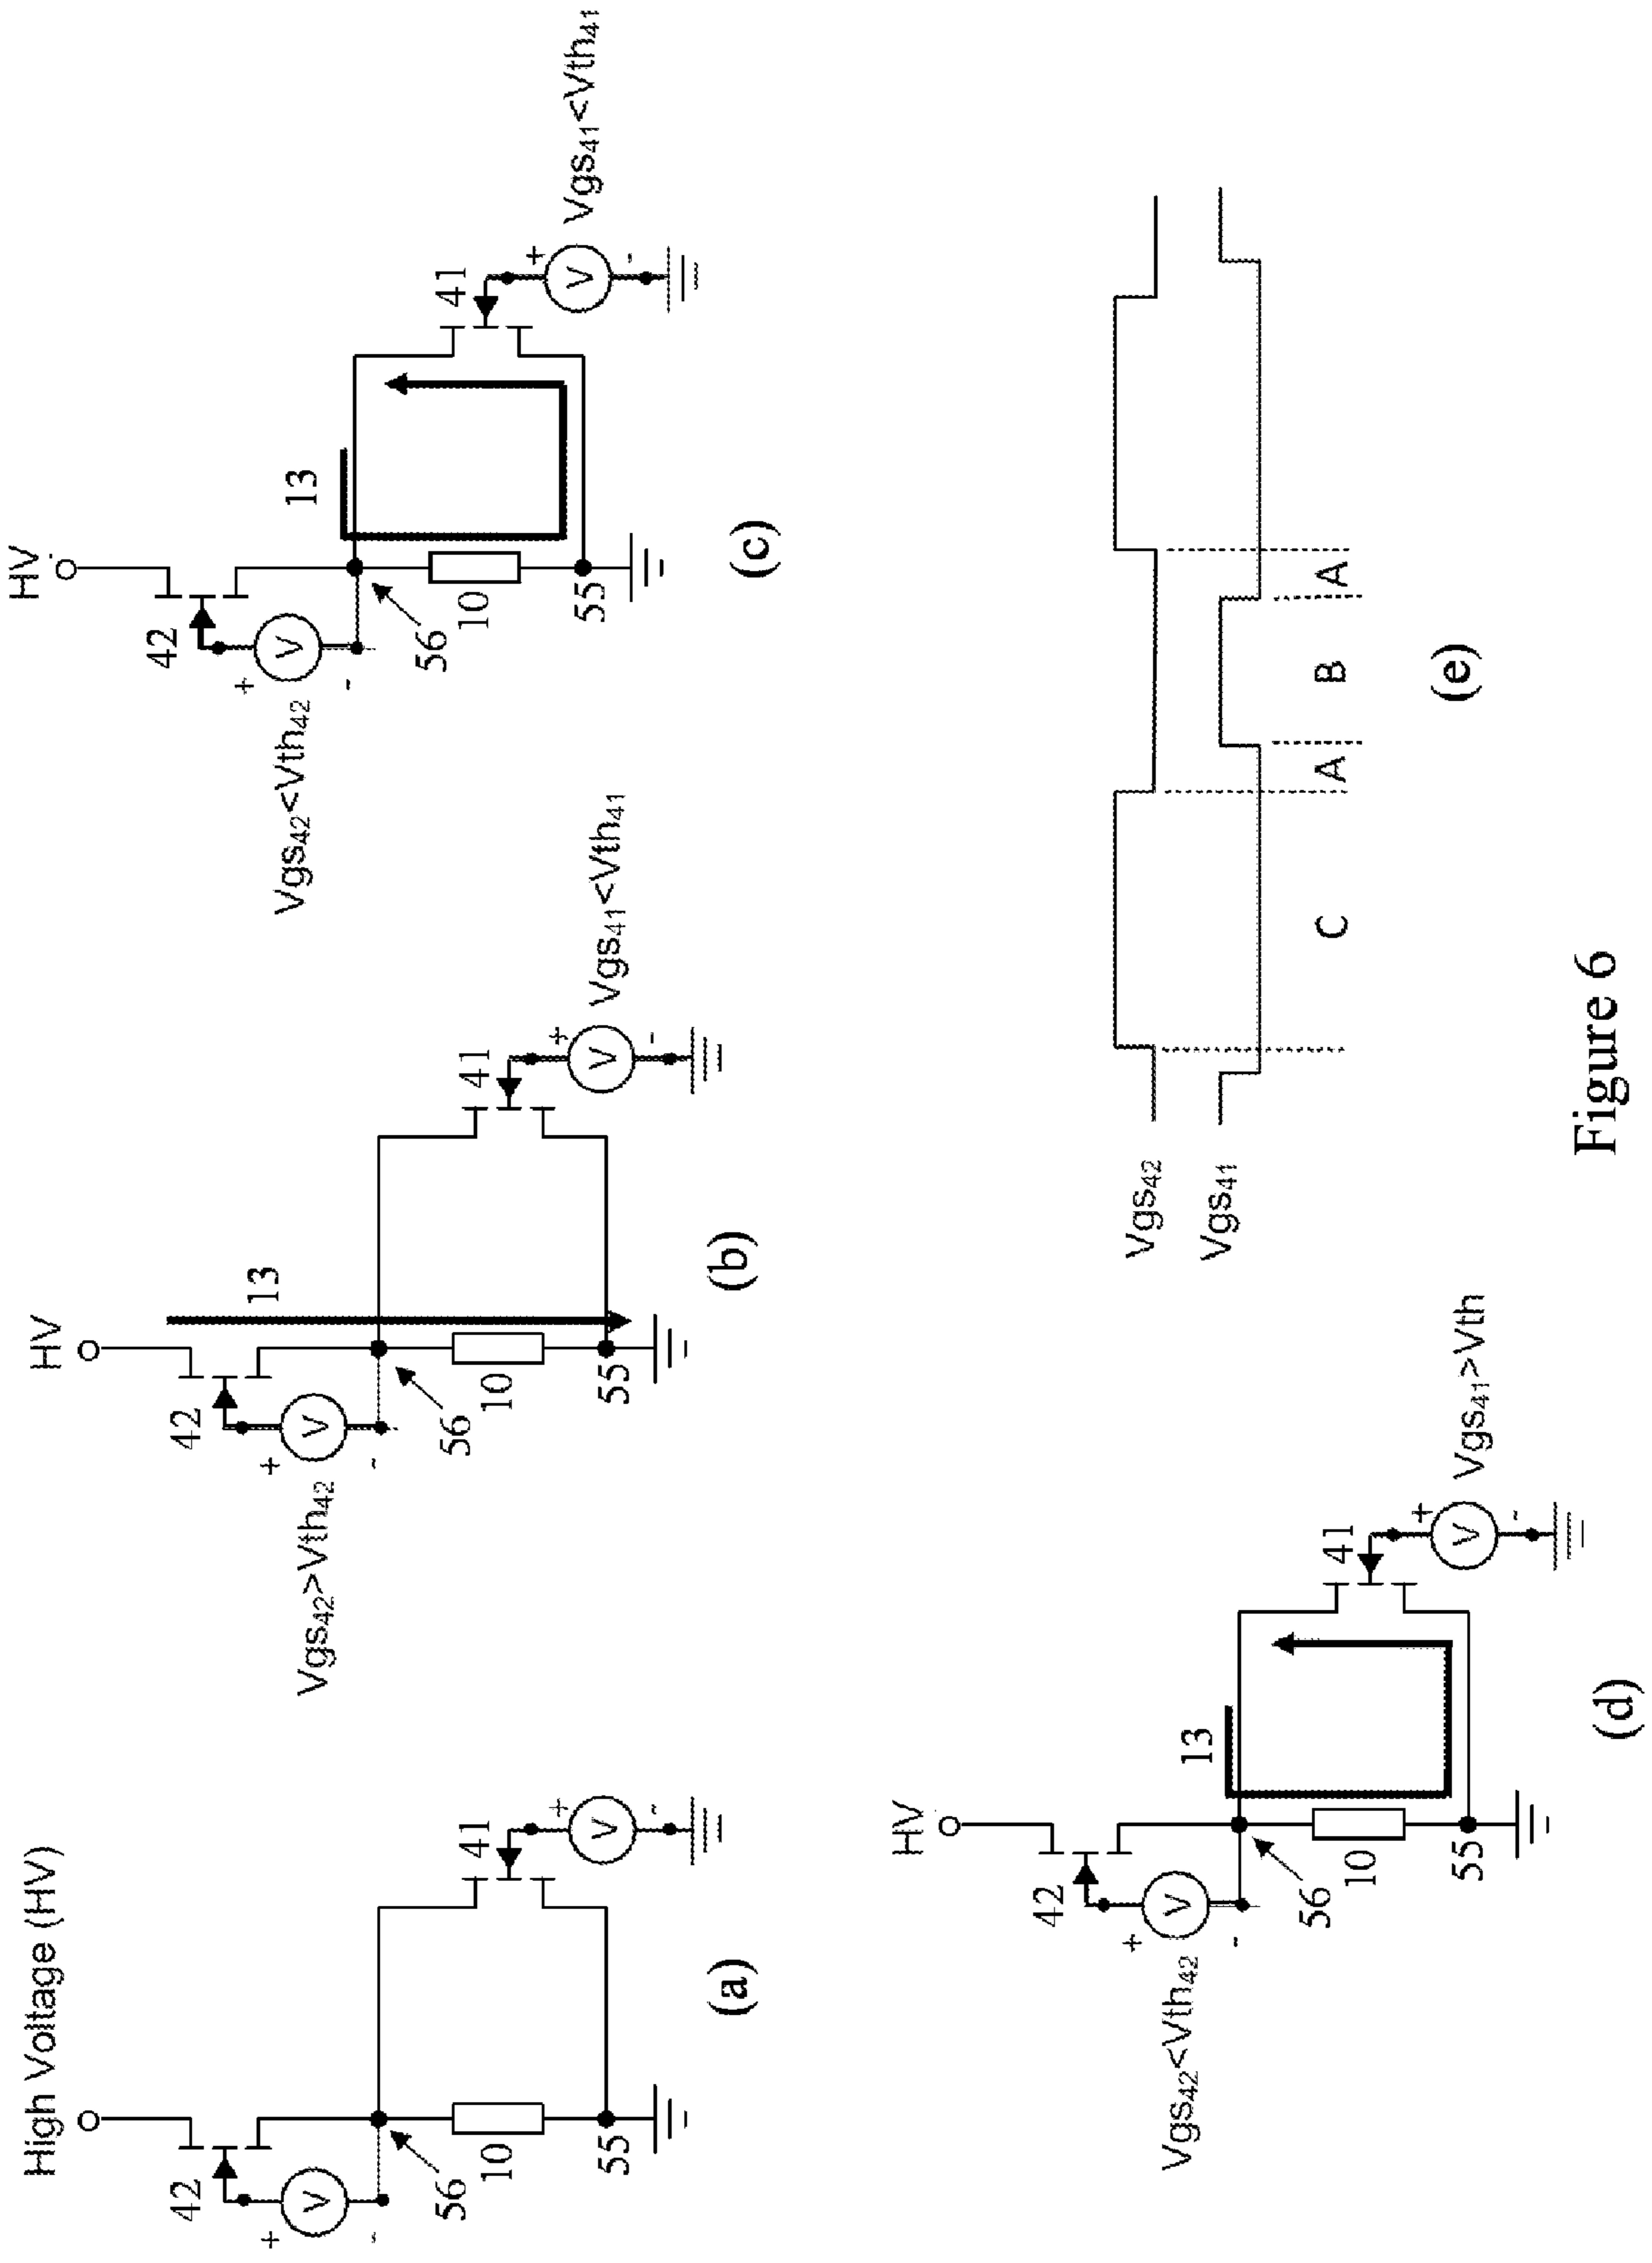 High Voltage (HV)
42
+
V
-
56
10
55
41
+
V
-
(a)
HV
13
42
+
V
-
Vgs42>Vth42
56
10
55
41
+
V
-
Vgs41<Vth41
(b)
HV
13
42
+
V
-
Vgs42<Vth42
56
10
55
41
+
V
-
Vgs41<Vth41
(c)
HV
13
42
+
V
-
Vgs42<Vth42
56
10
55
41
+
V
-
Vgs41>Vth
(d)
Vgs42
Vgs41
C A B A
(e)
Figure 6